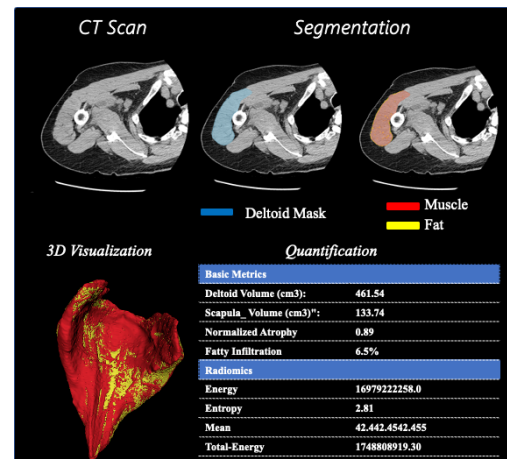 CT Scan
Segmentation
Deltoid Mask
Muscle
Fat
3D Visualization
Quantification
Basic Metrics
Deltoid Volume (cm3): 461.54
Scapula_ Volume (cm3)": 133.74
Normalized Atrophy 0.89
Fatty Infiltration 6.5%
Radiomics
Energy 16979222258.0
Entropy 2.81
Mean 42.442.4542.455
Total-Energy 1748808919.30